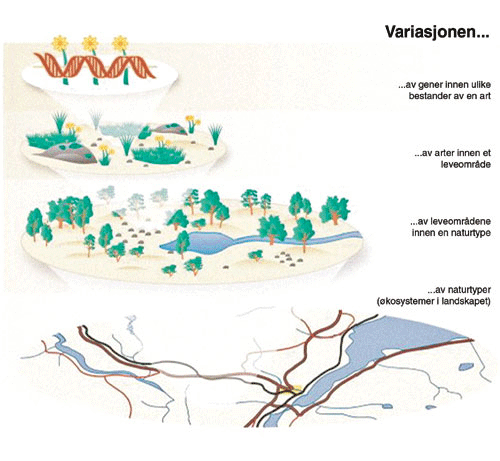 Variasjonen...
...av gener innen ulike
bestander av en art
...av arter innen et
leveområde
...av leveområdene
innen en naturtype
...av naturtyper
(økosystemer i landskapet)